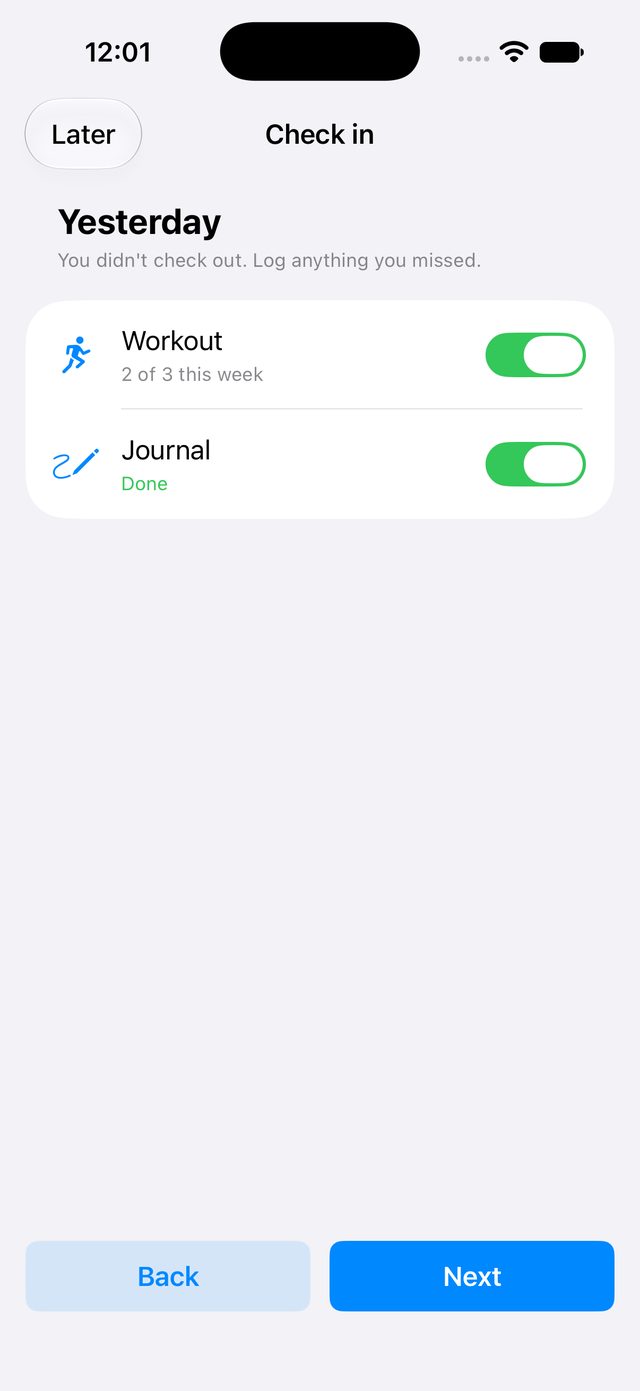 12:01
Later
Check in
Yesterday
You didn't check out. Log anything you missed.
Workout
2 of 3 this week
Journal
Done
Back
Next